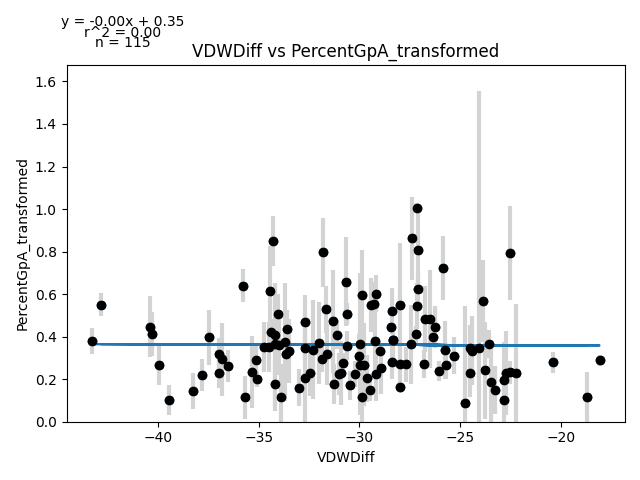 y = -0.00x + 0.35
r^2 = 0.00
n = 115
VDWDiff vs PercentGpA_transformed
PercentGpA_transformed
1.6
1.4
1.2
1.0
0.8
0.6
0.4
0.2
0.0
−40 −35 −30 −25 −20
VDWDiff